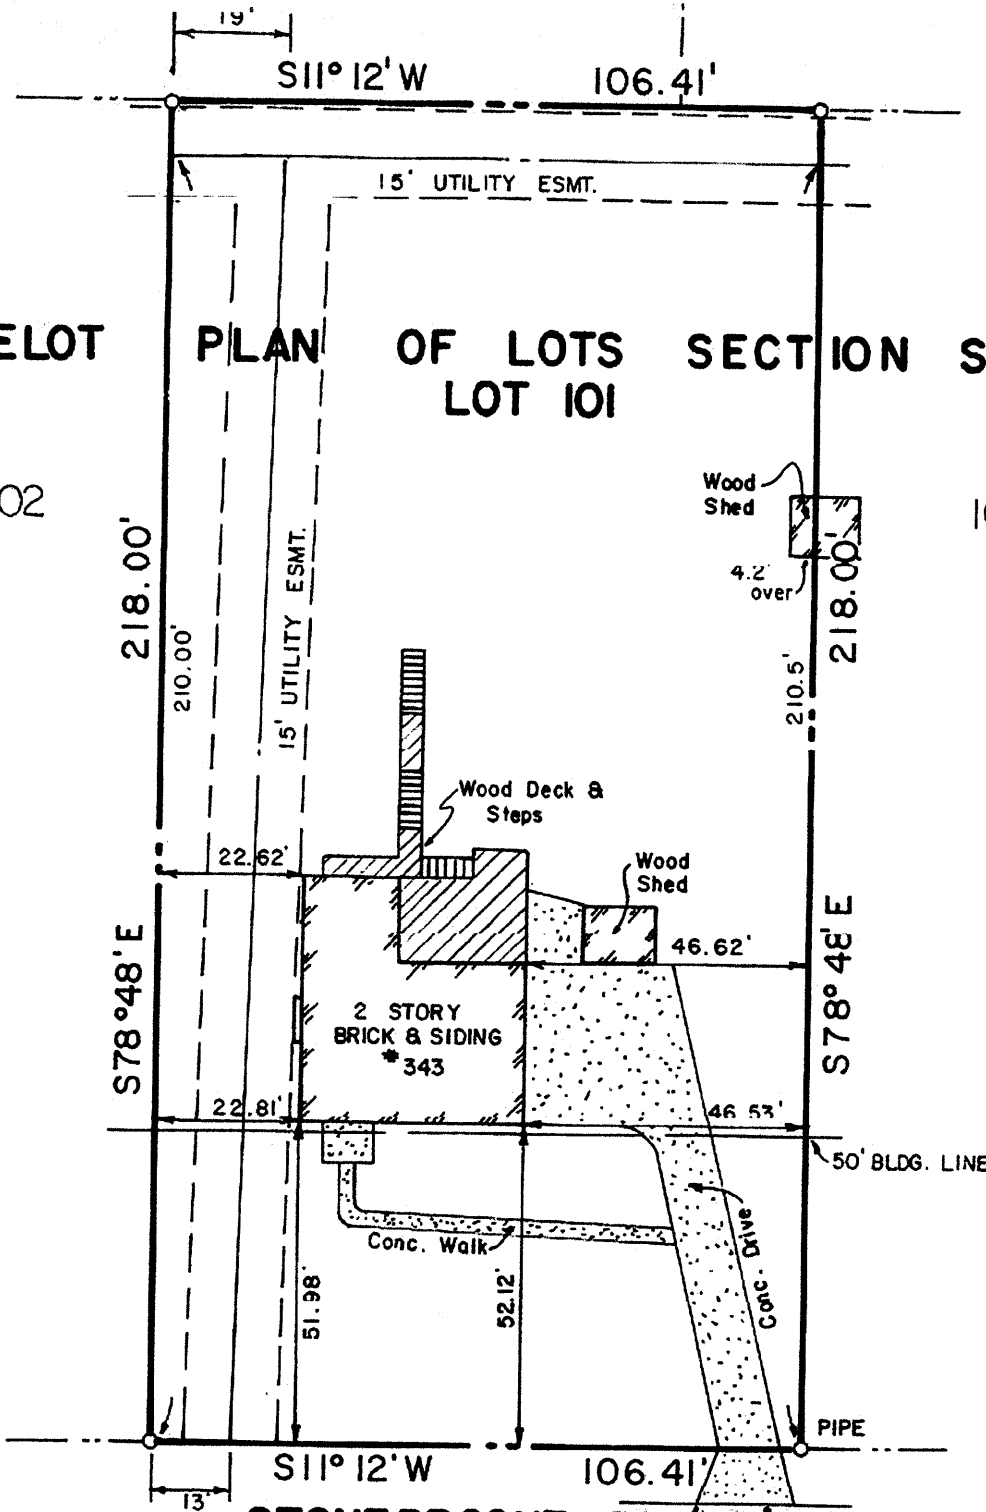 19'
S11° 12' W 106.41'
15' UTILITY ESMT.
ELOT PLAN OF LOTS SECTION S
LOT 101
02
Wood
Shed
4.2'
over
218.00'
210.00'
15' UTILITY ESMT.
210.5'
218.00'
Wood Deck &
Steps
22.62'
Wood
Shed
46.62'
S78° 48' E
S78° 48' E
2 STORY
BRICK & SIDING
#343
22.81'
46.53'
50' BLDG. LINE
Conc. Walk
Conc. Drive
51.98'
52.12'
PIPE
S11° 12' W 106.41'
13'